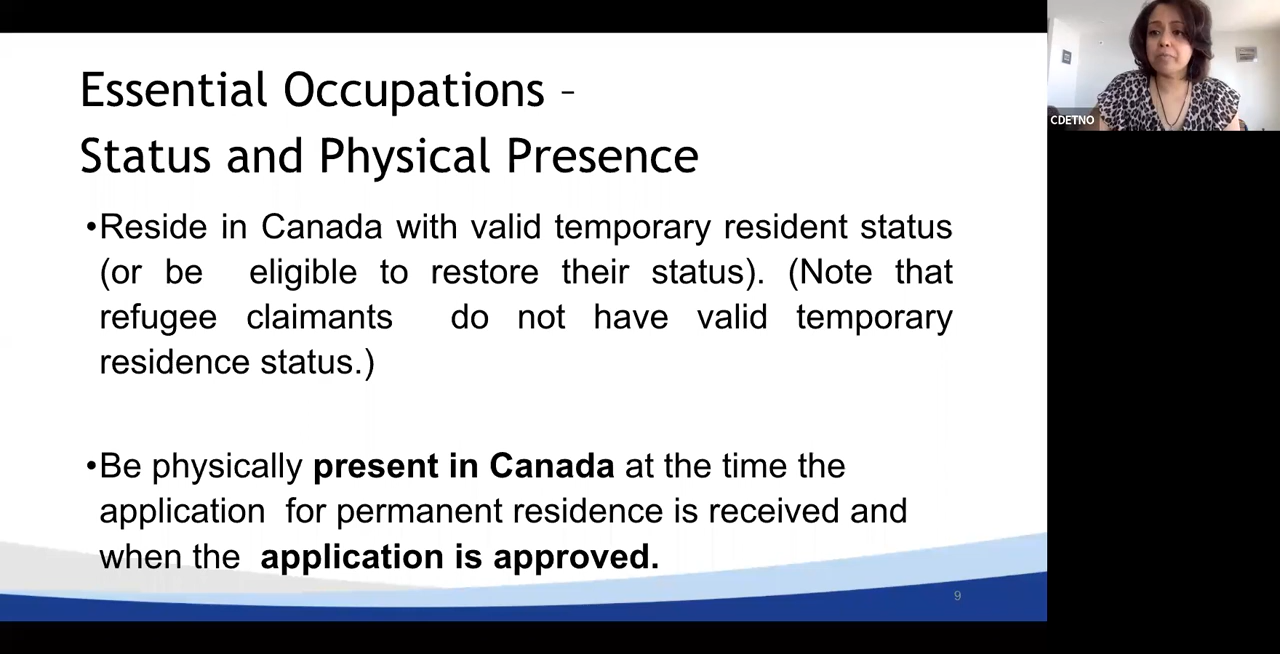 Essential Occupations –
Status and Physical Presence
•Reside in Canada with valid temporary resident status
(or be eligible to restore their status). (Note that
refugee claimants do not have valid temporary
residence status.)
•Be physically present in Canada at the time the
application for permanent residence is received and
when the application is approved.
9
CDETNO